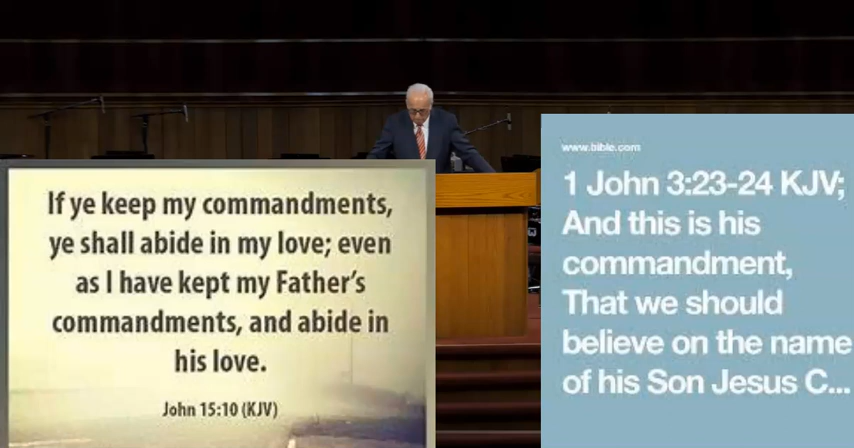 If ye keep my commandments,
ye shall abide in my love; even
as I have kept my Father's
commandments, and abide in
his love.
John 15:10 (KJV)
www.bible.com
1 John 3:23-24 KJV;
And this is his
commandment,
That we should
believe on the name
of his Son Jesus C...